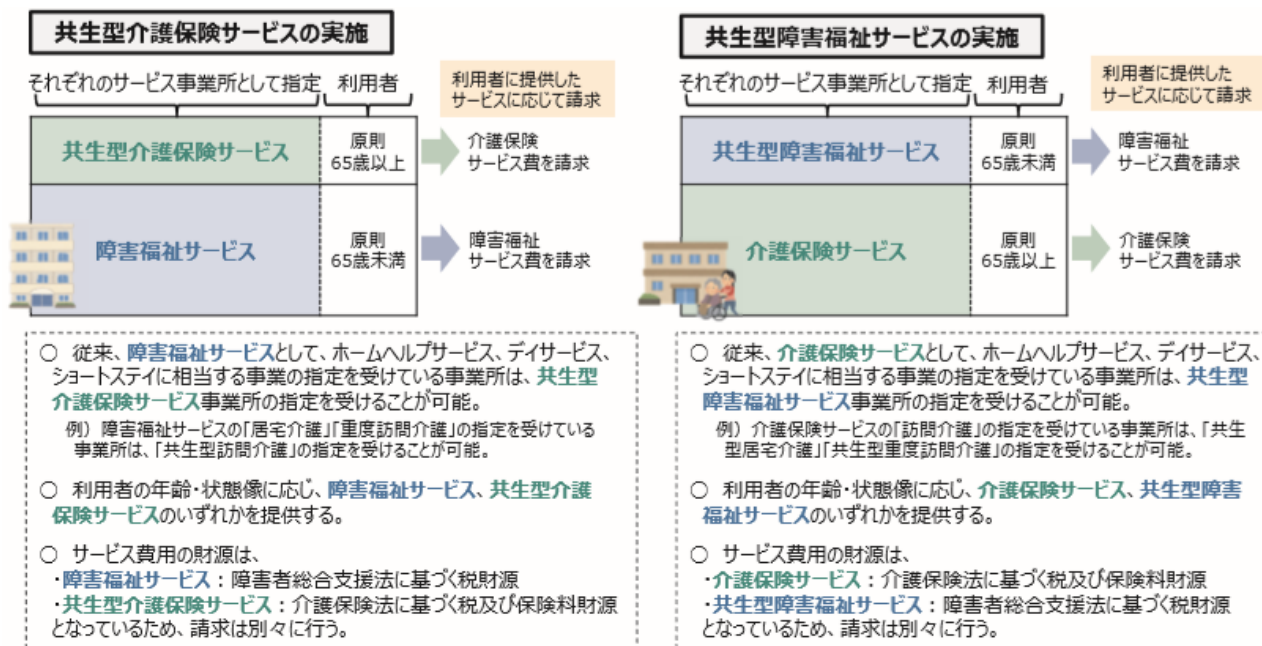 共生型介護保険サービスの実施
それぞれのサービス事業所として指定
利用者
利用者に提供した
サービスに応じて請求
共生型介護保険サービス
原則
65歳以上
介護保険
サービス費を請求
障害福祉サービス
原則
65歳未満
障害福祉
サービス費を請求
○ 従来、障害福祉サービスとして、ホームヘルプサービス、デイサービス、
ショートステイに相当する事業の指定を受けている事業所は、共生型
介護保険サービス事業所の指定を受けることが可能。
例）障害福祉サービスの「居宅介護」「重度訪問介護」の指定を受けている
事業所は、「共生型訪問介護」の指定を受けることが可能。
○ 利用者の年齢・状態像に応じ、障害福祉サービス、共生型介護
保険サービスのいずれかを提供する。
○ サービス費用の財源は、
・障害福祉サービス：障害者総合支援法に基づく税財源
・共生型介護保険サービス：介護保険法に基づく税及び保険料財源
となっているため、請求は別々に行う。
共生型障害福祉サービスの実施
それぞれのサービス事業所として指定
利用者
利用者に提供した
サービスに応じて請求
共生型障害福祉サービス
原則
65歳未満
障害福祉
サービス費を請求
介護保険サービス
原則
65歳以上
介護保険
サービス費を請求
○ 従来、介護保険サービスとして、ホームヘルプサービス、デイサービス、
ショートステイに相当する事業の指定を受けている事業所は、共生型
障害福祉サービス事業所の指定を受けることが可能。
例）介護保険サービスの「訪問介護」の指定を受けている事業所は、「共生
型居宅介護」「共生型重度訪問介護」の指定を受けることが可能。
○ 利用者の年齢・状態像に応じ、介護保険サービス、共生型障害
福祉サービスのいずれかを提供する。
○ サービス費用の財源は、
・介護保険サービス：介護保険法に基づく税及び保険料財源
・共生型障害福祉サービス：障害者総合支援法に基づく税財源
となっているため、請求は別々に行う。